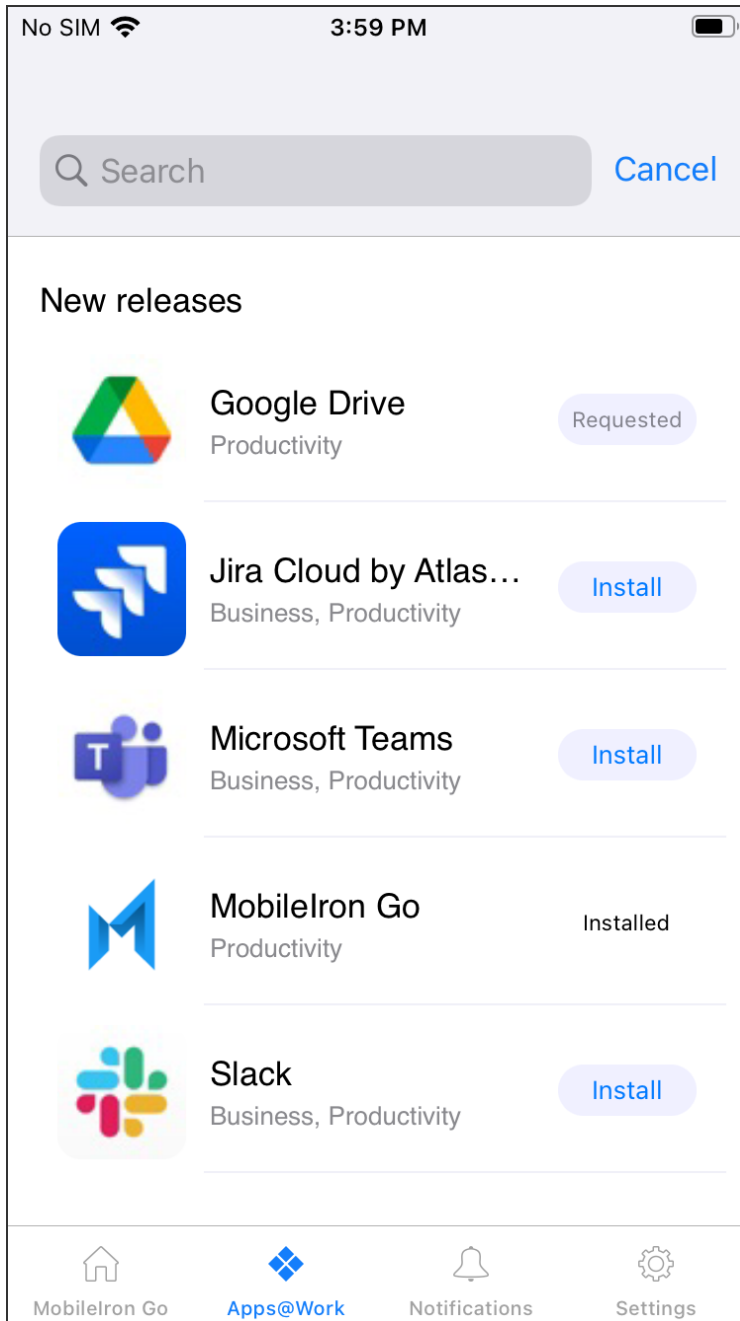 No SIM 3:59 PM
Search Cancel
New releases
Google Drive
Productivity
Requested
Jira Cloud by Atlas...
Business, Productivity
Install
T
Microsoft Teams
Business, Productivity
Install
MobileIron Go
Productivity
Installed
Slack
Business, Productivity
Install
MobileIron Go Apps@Work Notifications Settings